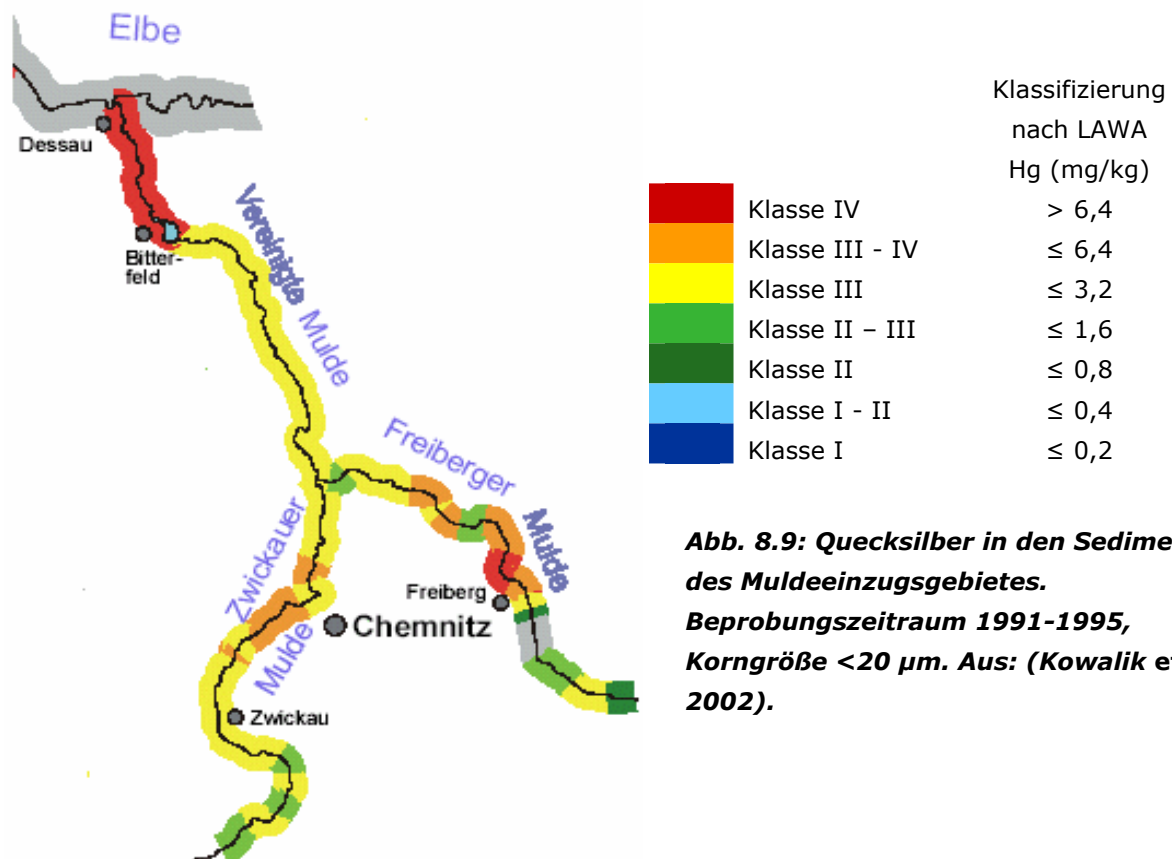 Elbe
Dessau
Bitter-
feld
Vereinigte Mulde
Freiberger Mulde
Zwickauer
Mulde
Freiberg
Chemnitz
Zwickau
Klassifizierung
nach LAWA
Hg (mg/kg)
Klasse IV > 6,4
Klasse III - IV ≤ 6,4
Klasse III ≤ 3,2
Klasse II – III ≤ 1,6
Klasse II ≤ 0,8
Klasse I - II ≤ 0,4
Klasse I ≤ 0,2
Abb. 8.9: Quecksilber in den Sedime
des Muldeeinzugsgebietes.
Beprobungszeitraum 1991-1995,
Korngröße <20 µm. Aus: (Kowalik e
2002).